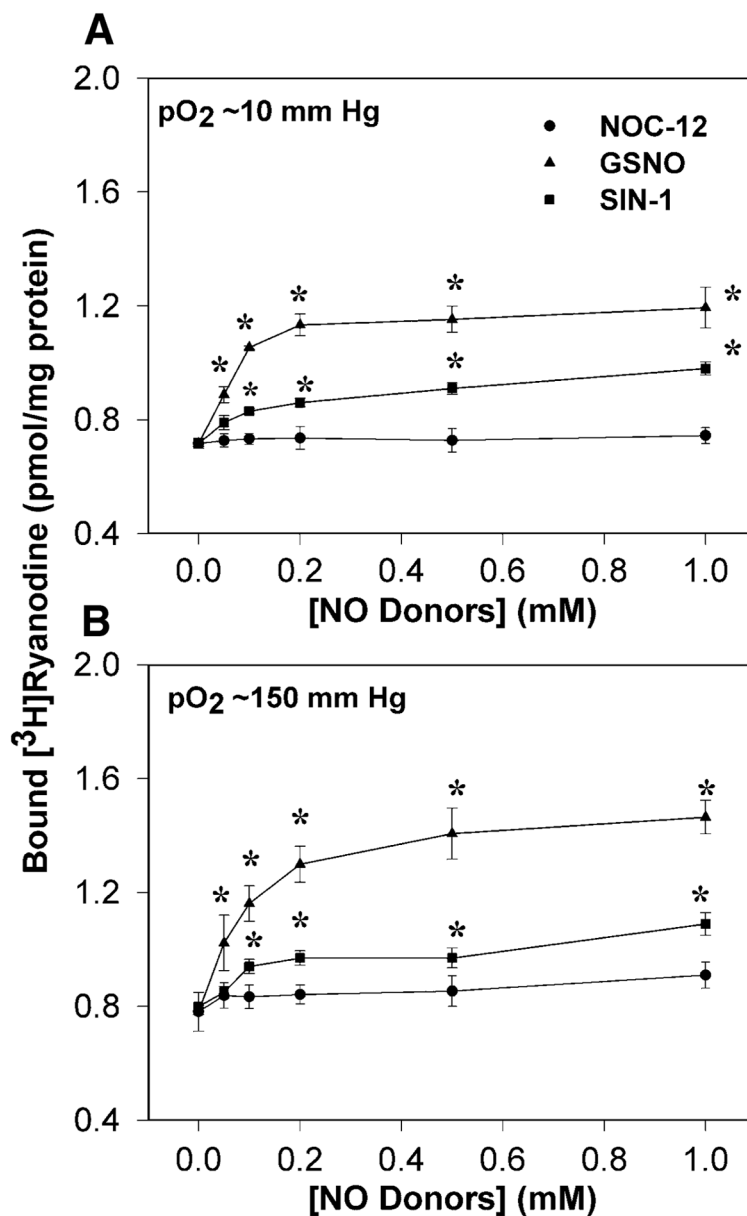 A
2.0
pO2 ~10 mm Hg
NOC-12
GSNO
SIN-1
1.6
*
*
*
*
*
1.2
*
*
*
*
0.8
0.4
0.0 0.2 0.4 0.6 0.8 1.0
[NO Donors] (mM)
Bound [3H]Ryanodine (pmol/mg protein)
B
2.0
pO2 ~150 mm Hg
1.6
*
*
*
*
*
1.2
*
*
*
*
0.8
0.4
0.0 0.2 0.4 0.6 0.8 1.0
[NO Donors] (mM)